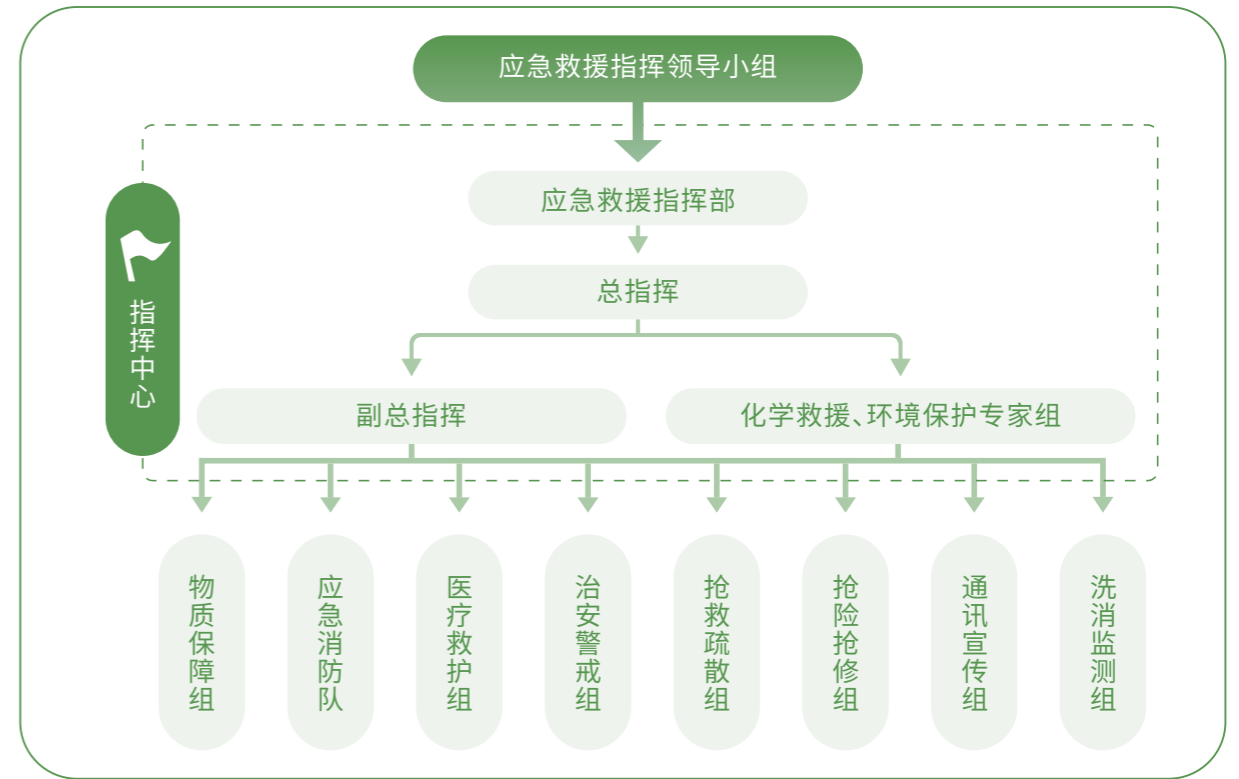 应急救援指挥领导小组
应急救援指挥部
总指挥
指挥中心
副总指挥
化学救援、环境保护专家组
物质保障组
应急消防队
医疗救护组
治安警戒组
抢救疏散组
抢险抢修组
通讯宣传组
洗消监测组